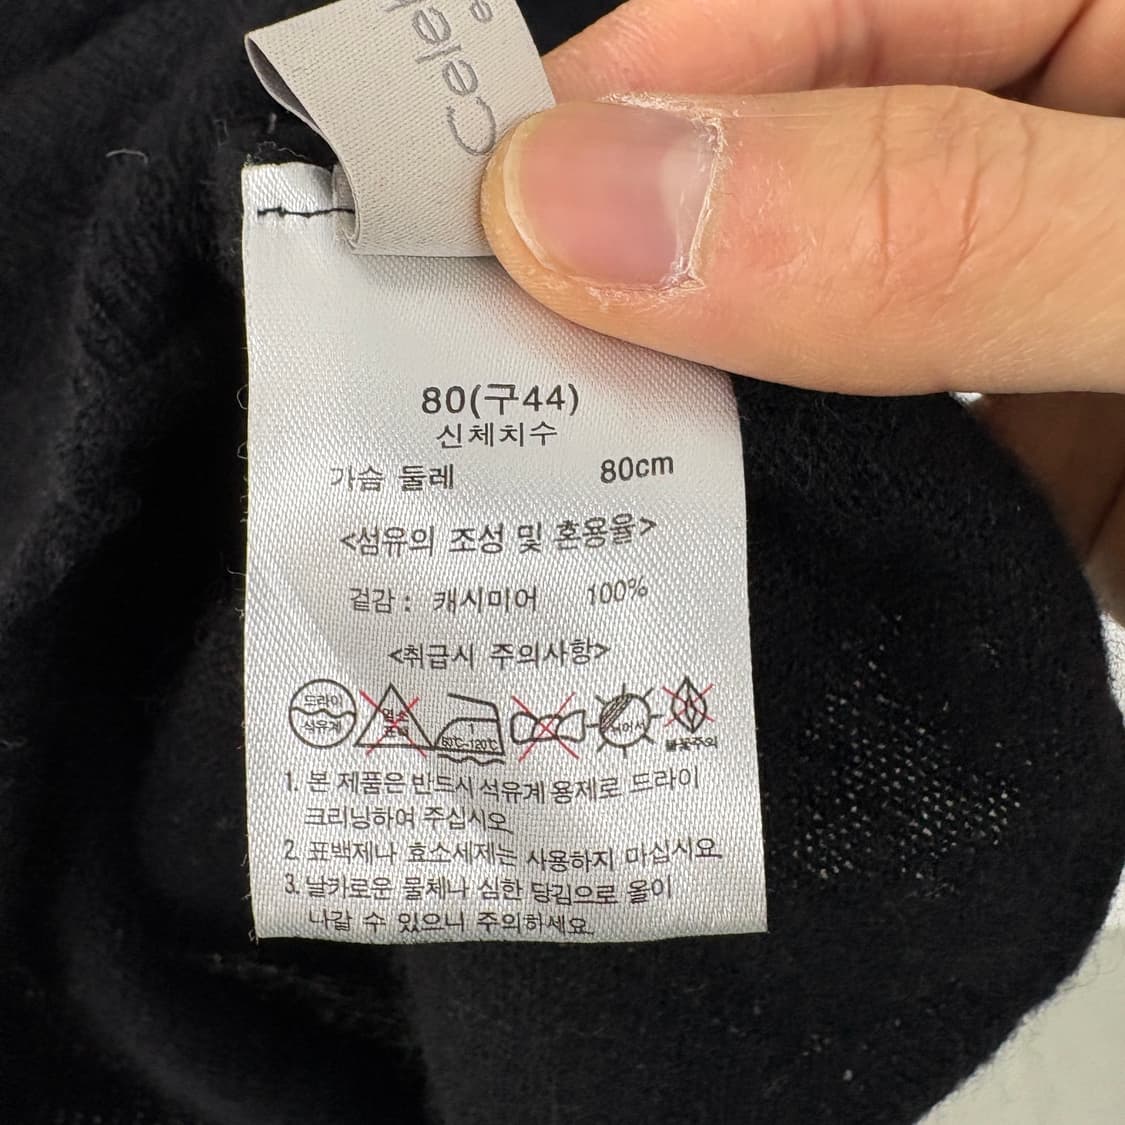 80(구44)
신체치수
가슴 둘레 80cm
<섬유의 조성 및 혼용율>
겉감 : 캐시미어 100%
<취급시 주의사항>
드라이
석유계
80℃-120℃
1. 본 제품은 반드시 석유계 용제로 드라이
크리닝하여 주십시오
2. 표백제나 효소세제는 사용하지 마십시요
3. 날카로운 물체나 심한 당김으로 올이
나갈 수 있으니 주의하세요